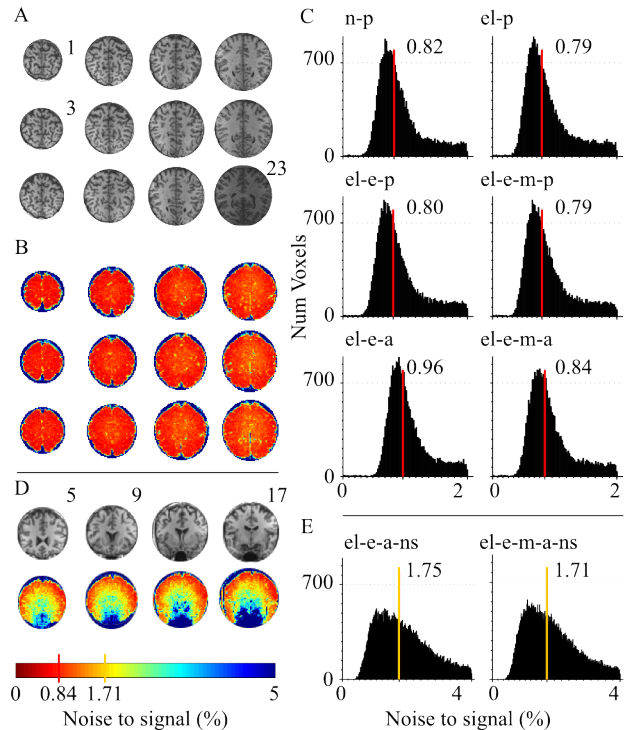 A
1
3
23
B
D
5 9 17
0 0.84 1.71 5
Noise to signal (%)
C
n-p el-p
700
0.82 0.79
0
el-e-p el-e-m-p
700
0.80 0.79
0
Num Voxels
el-e-a el-e-m-a
700
0.96 0.84
0
0 2 0 2
E
el-e-a-ns el-e-m-a-ns
700
1.75 1.71
0
0 4 0 4
Noise to signal (%)